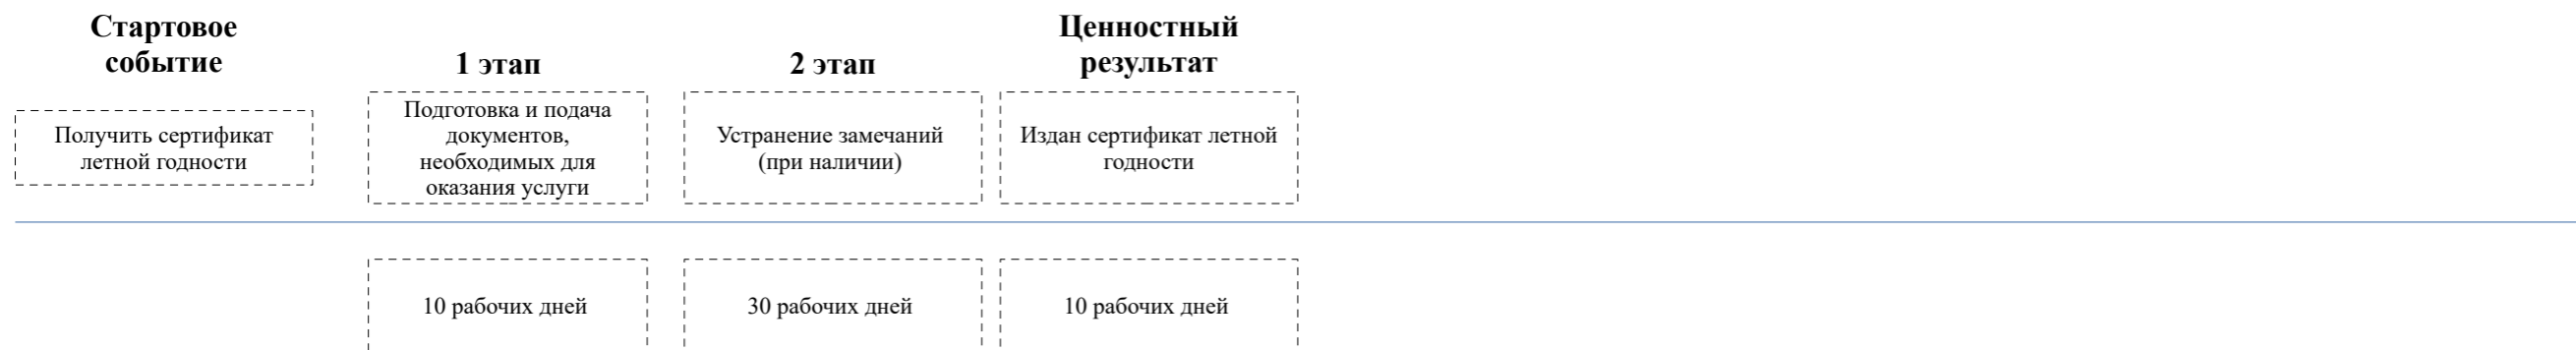 Стартовое
событие
1 этап
2 этап
Ценностный
результат
Получить сертификат
летной годности
Подготовка и подача
документов,
необходимых для
оказания услуги
Устранение замечаний
(при наличии)
Издан сертификат летной
годности
10 рабочих дней
30 рабочих дней
10 рабочих дней